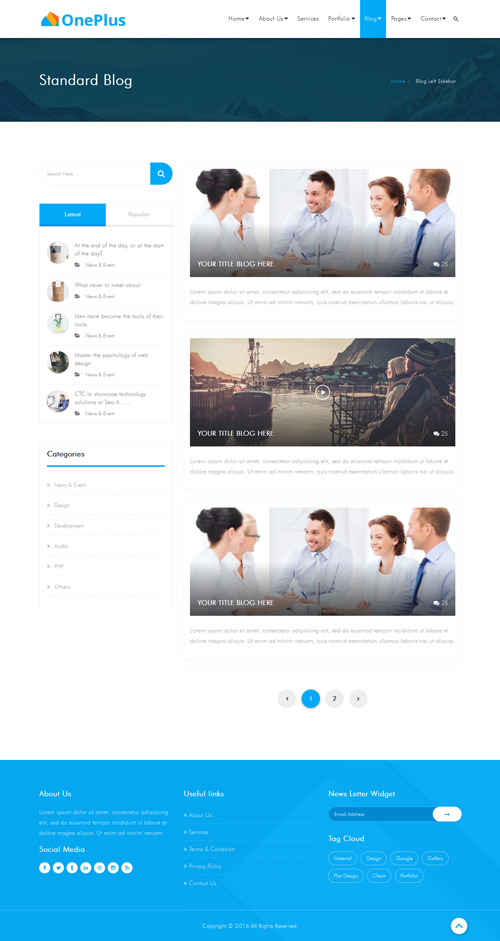 OnePlus
Home About Us Services Portfolio Blog Pages Contact
Standard Blog
Home / Blog Left Sidebar
Search Here...
Latest Popular
At the end of the day, or at the start
of the day?
News & Event
What never to tweet about
News & Event
Men have become the tools of their
tools.
News & Event
Master the psychology of web
design
News & Event
CTC to showcase technology
solutions at Sea A......
News & Event
Categories
» News & Event
» Design
» Development
» Audio
» PHP
» Others
YOUR TITLE BLOG HERE 25
Lorem ipsum dolor sit amet, consectetur adipiscing elit, sed do eiusmod tempor incididunt ut labore et
dolore magna aliqua. Ut enim ad minim veniam, quis nostrud exercitation ullamco laboris nisi ut aliquip.
YOUR TITLE BLOG HERE 25
Lorem ipsum dolor sit amet, consectetur adipiscing elit, sed do eiusmod tempor incididunt ut labore et
dolore magna aliqua. Ut enim ad minim veniam, quis nostrud exercitation ullamco laboris nisi ut aliquip.
YOUR TITLE BLOG HERE 25
Lorem ipsum dolor sit amet, consectetur adipiscing elit, sed do eiusmod tempor incididunt ut labore et
dolore magna aliqua. Ut enim ad minim veniam, quis nostrud exercitation ullamco laboris nisi ut aliquip.
‹ 1 2 ›
About Us
Lorem ipsum dolor sit amet, consectetur adipiscing
elit, sed do eiusmod tempor incididunt ut labore et
dolore magna aliqua. Ut enim ad minim veniam.
Social Media
Useful links
» About Us
» Services
» Terms & Condition
» Privacy Policy
» Contact Us
News Letter Widget
Email Address →
Tag Cloud
Material Design Google Gallery
Flat Design Clean Portfolio
Copyright © 2016 All Rights Reserved.